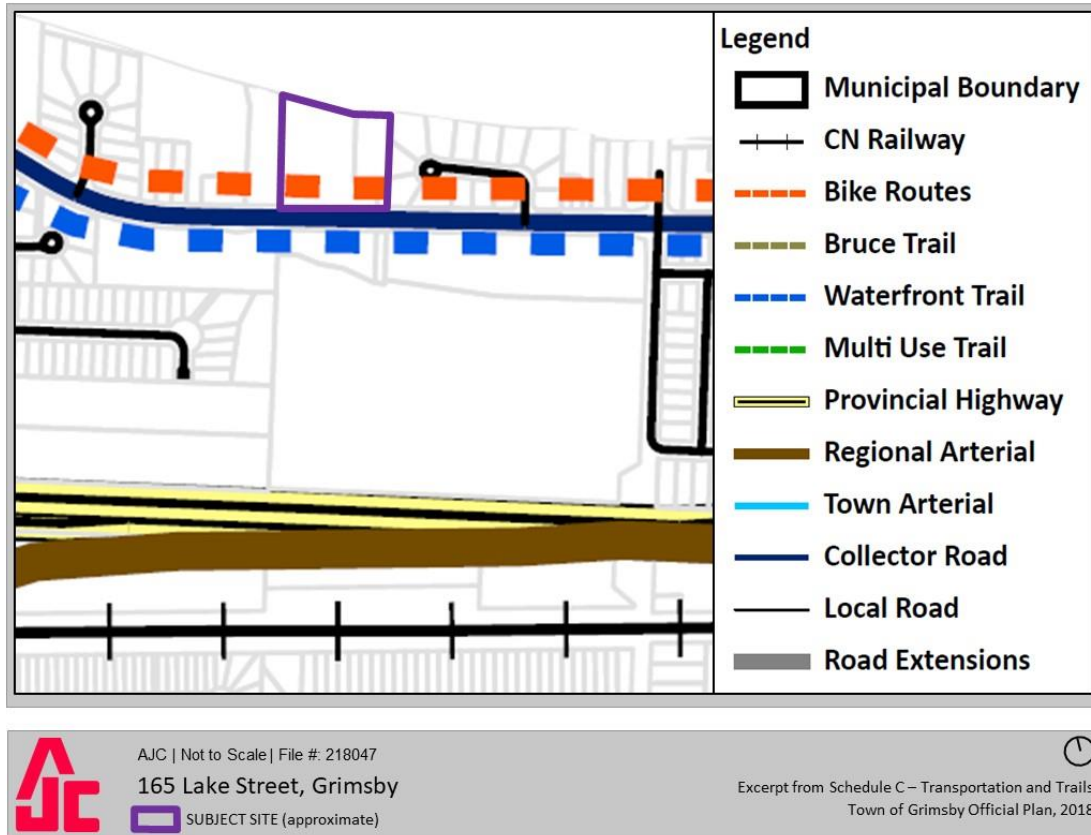 Legend
Municipal Boundary
CN Railway
Bike Routes
Bruce Trail
Waterfront Trail
Multi Use Trail
Provincial Highway
Regional Arterial
Town Arterial
Collector Road
Local Road
Road Extensions
AJC
AJC | Not to Scale | File #: 218047
165 Lake Street, Grimsby
SUBJECT SITE (approximate)
Excerpt from Schedule C – Transportation and Trails
Town of Grimsby Official Plan, 2018